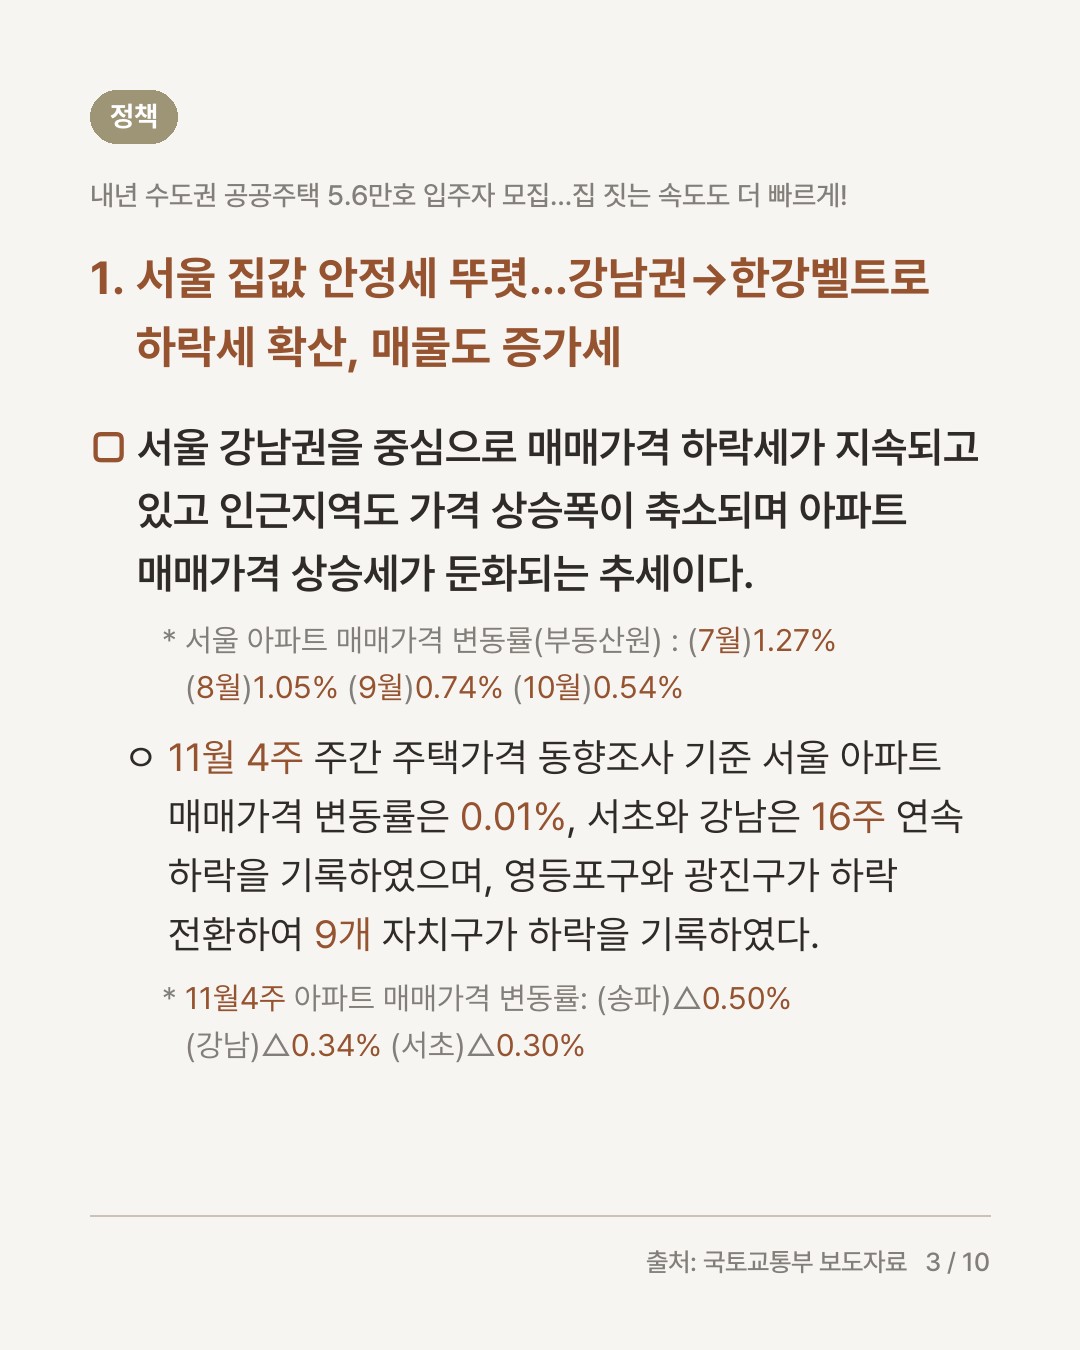 정책
내년 수도권 공공주택 5.6만호 입주자 모집...집 짓는 속도도 더 빠르게!
1. 서울 집값 안정세 뚜렷...강남권→한강벨트로
하락세 확산, 매물도 증가세
□ 서울 강남권을 중심으로 매매가격 하락세가 지속되고
있고 인근지역도 가격 상승폭이 축소되며 아파트
매매가격 상승세가 둔화되는 추세이다.
* 서울 아파트 매매가격 변동률(부동산원) : (7월)1.27%
(8월)1.05% (9월)0.74% (10월)0.54%
ㅇ 11월 4주 주간 주택가격 동향조사 기준 서울 아파트
매매가격 변동률은 0.01%, 서초와 강남은 16주 연속
하락을 기록하였으며, 영등포구와 광진구가 하락
전환하여 9개 자치구가 하락을 기록하였다.
* 11월4주 아파트 매매가격 변동률: (송파)△0.50%
(강남)△0.34% (서초)△0.30%
출처: 국토교통부 보도자료 3 / 10